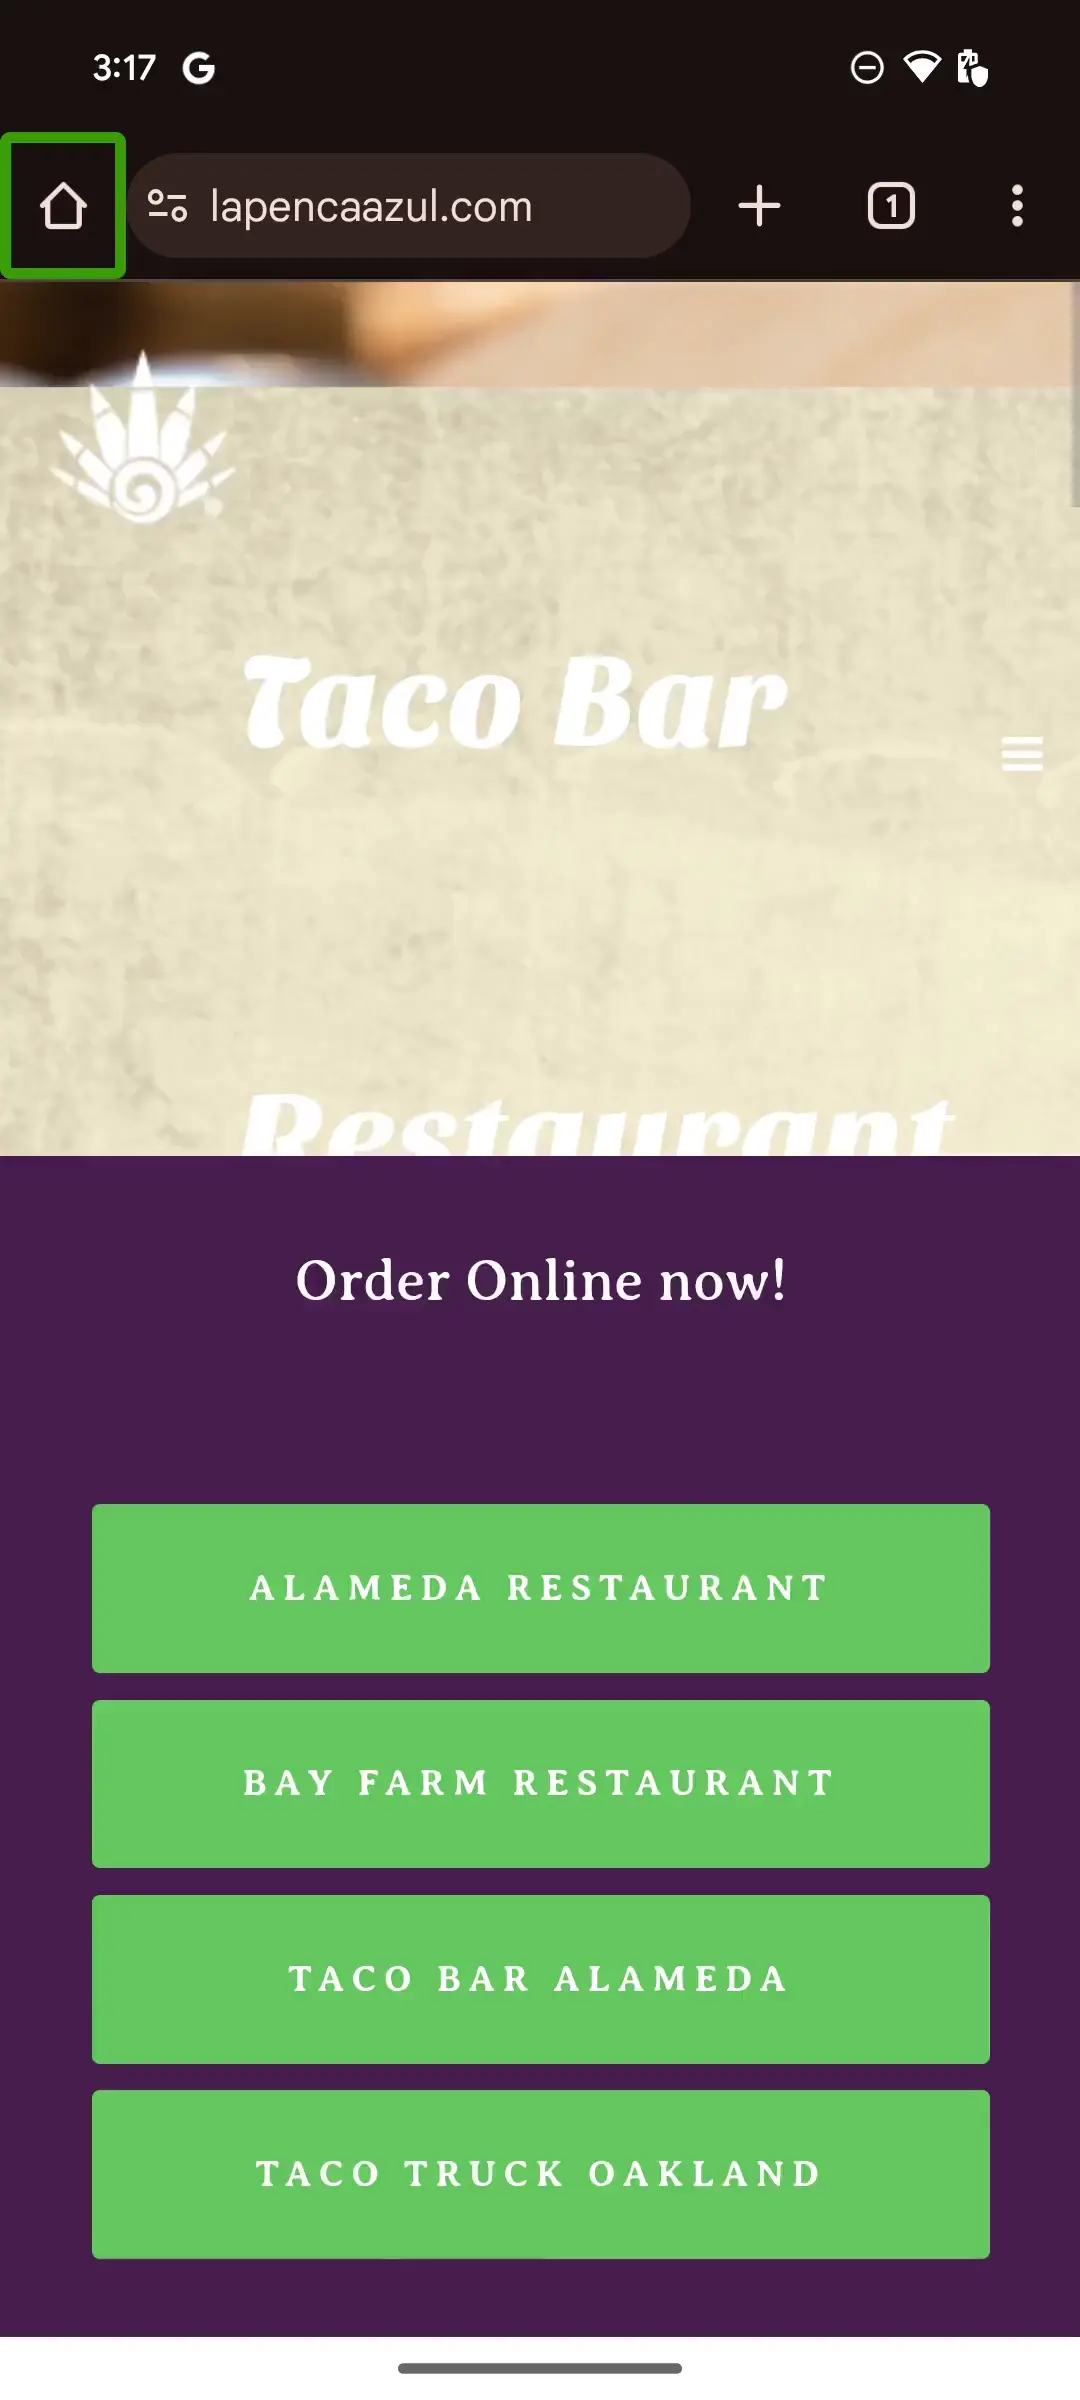 3:17
lapencaazul.com
1
Taco Bar
Restaurant
Order Online now!
ALAMEDA RESTAURANT
BAY FARM RESTAURANT
TACO BAR ALAMEDA
TACO TRUCK OAKLAND